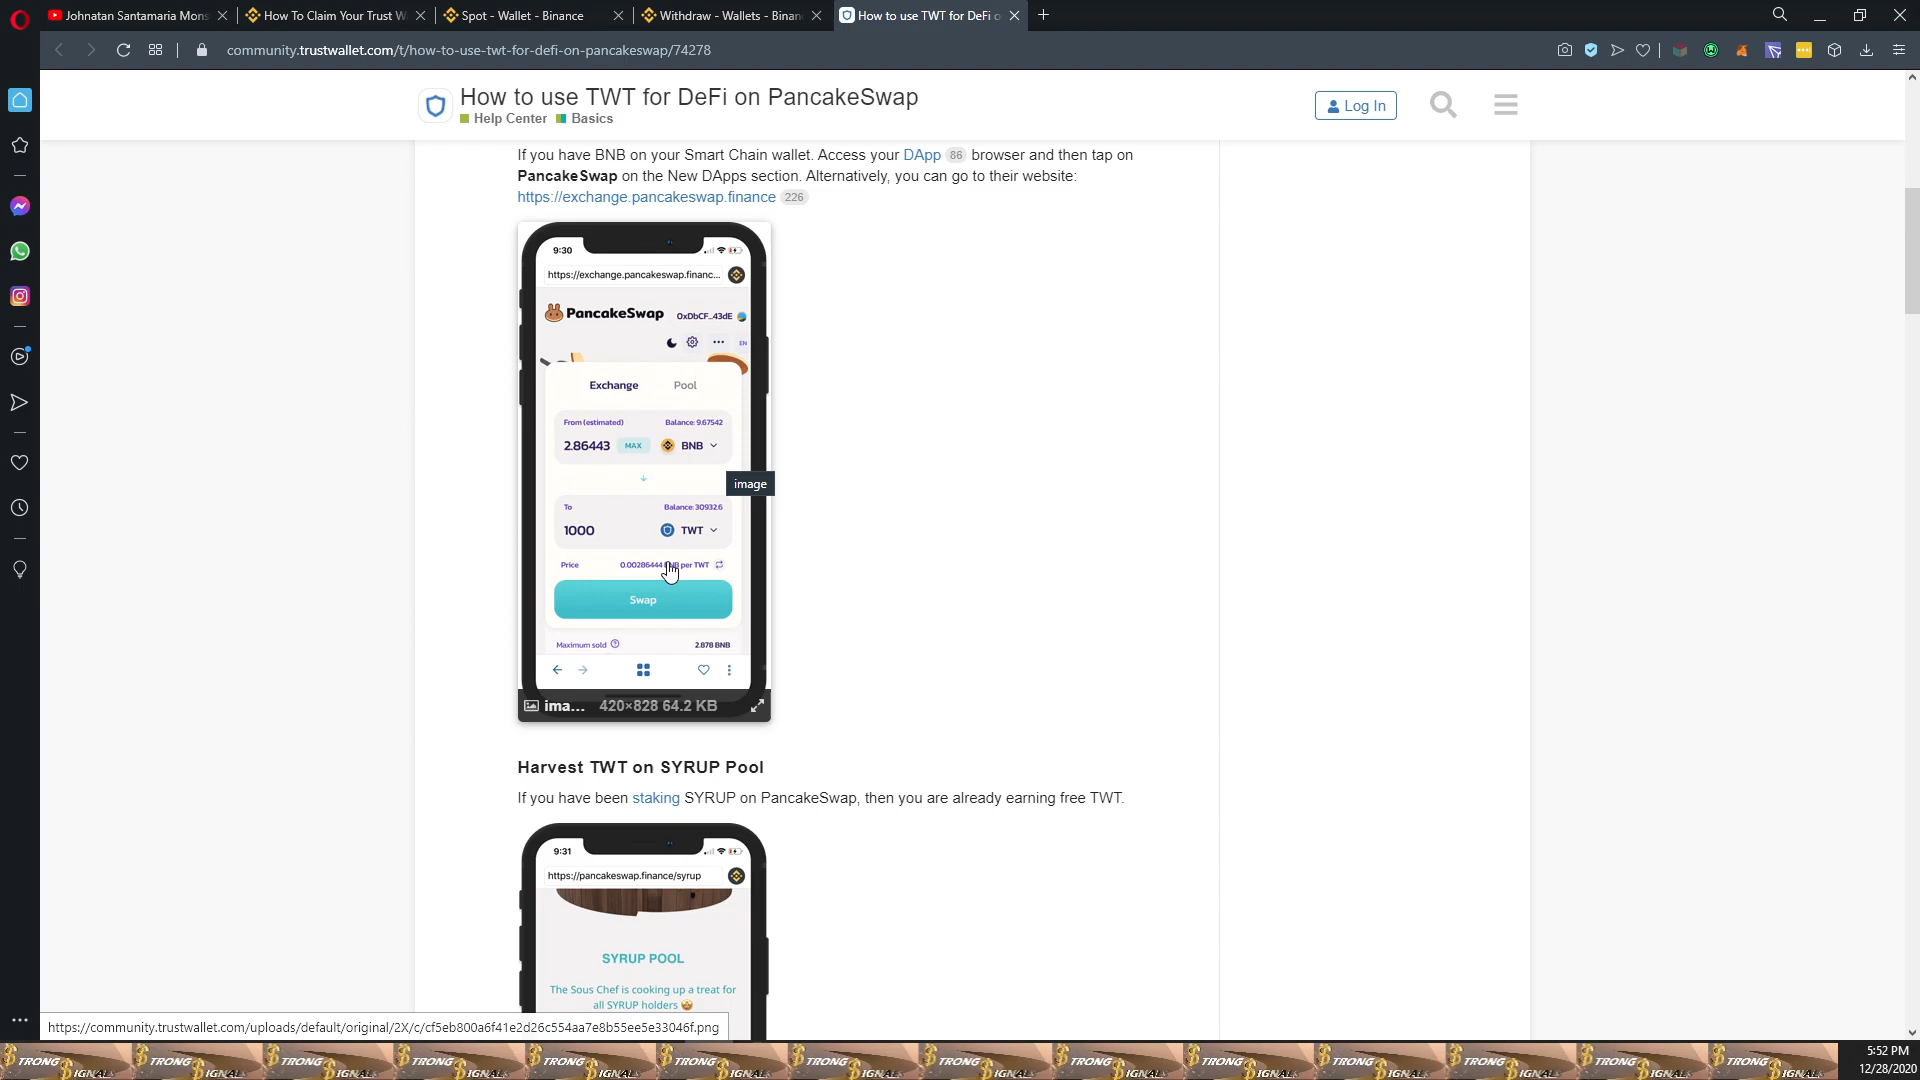 Johnatan Santamaria Mons
How To Claim Your Trust W
Spot - Wallet - Binance
Withdraw - Wallets - Binan
How to use TWT for DeFi o
community.trustwallet.com/t/how-to-use-twt-for-defi-on-pancakeswap/74278
How to use TWT for DeFi on PancakeSwap
Help Center Basics
Log In
If you have BNB on your Smart Chain wallet. Access your DApp 86 browser and then tap on
PancakeSwap on the New DApps section. Alternatively, you can go to their website:
https://exchange.pancakeswap.finance 226
9:30
https://exchange.pancakeswap.financ...
PancakeSwap 0xDbCF...43dE
EN
Exchange Pool
From (estimated) Balance: 9.67542
2.86443 MAX BNB
image
To Balance: 30932.6
1000 TWT
Price 0.00286444 per TWT
Swap
Maximum sold 2.878 BNB
ima... 420×828 64.2 KB
Harvest TWT on SYRUP Pool
If you have been staking SYRUP on PancakeSwap, then you are already earning free TWT.
9:31
https://pancakeswap.finance/syrup
SYRUP POOL
The Sous Chef is cooking up a treat for
all SYRUP holders
https://community.trustwallet.com/uploads/default/original/2X/c/cf5eb800a6f41e2d26c554aa7e8b55ee5e33046f.png
5:52 PM
12/28/2020